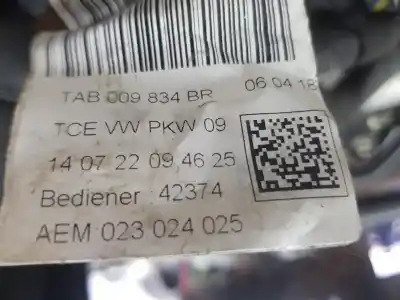 TAB 009 834 BR 06 04 18
TCE VW PKW 09
14 07 22 09 46 25
Bediener : 42374
AEM 023 024 025